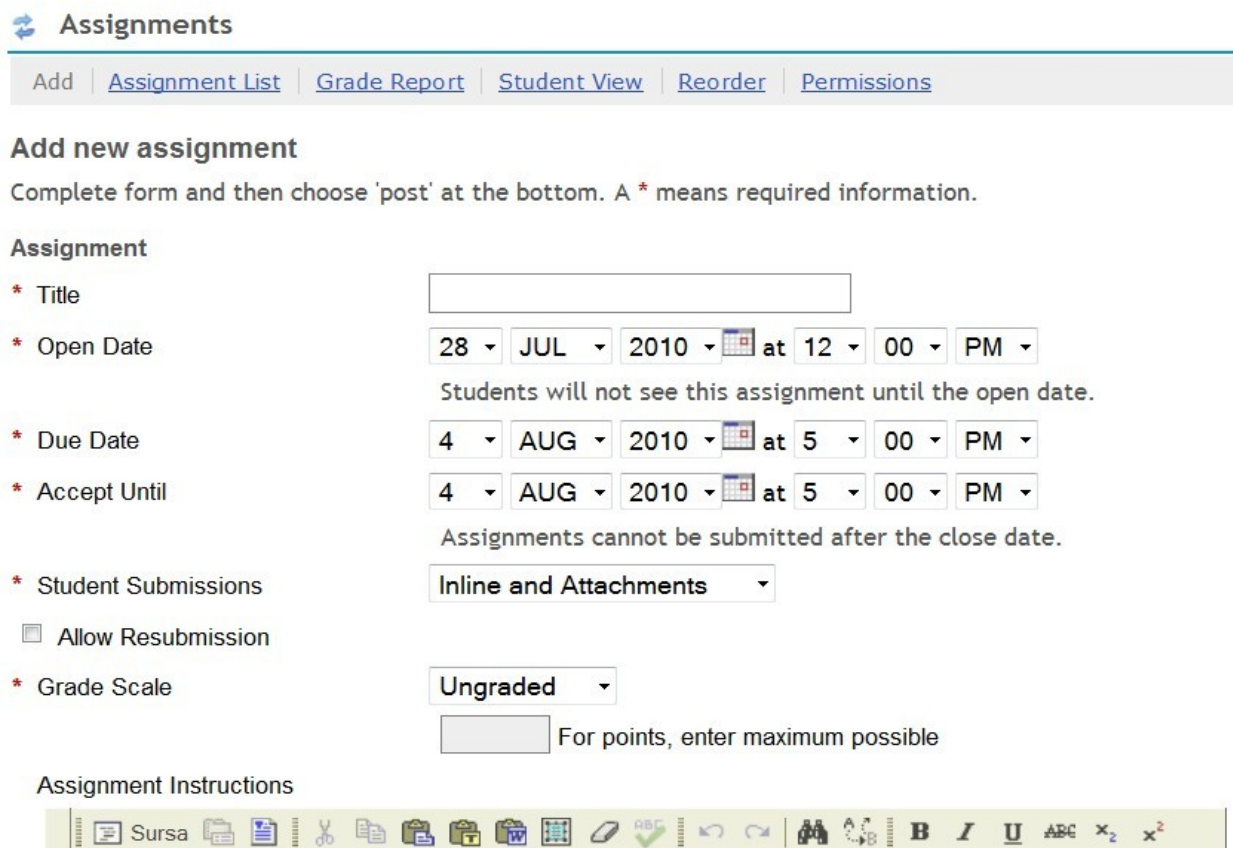 Assignments
Add Assignment List Grade Report Student View Reorder Permissions
Add new assignment
Complete form and then choose 'post' at the bottom. A * means required information.
Assignment
* Title
* Open Date 28 JUL 2010 at 12 00 PM
Students will not see this assignment until the open date.
* Due Date 4 AUG 2010 at 5 00 PM
* Accept Until 4 AUG 2010 at 5 00 PM
Assignments cannot be submitted after the close date.
* Student Submissions Inline and Attachments
Allow Resubmission
* Grade Scale Ungraded
For points, enter maximum possible
Assignment Instructions
Sursa ABC B I U ABC x₂ x²